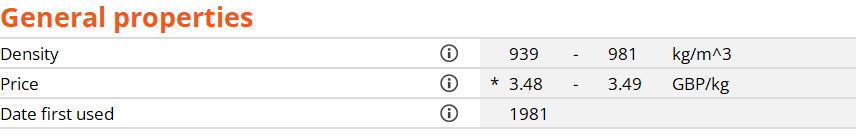 General properties
Density 939 - 981 kg/m^3
Price * 3.48 - 3.49 GBP/kg
Date first used 1981